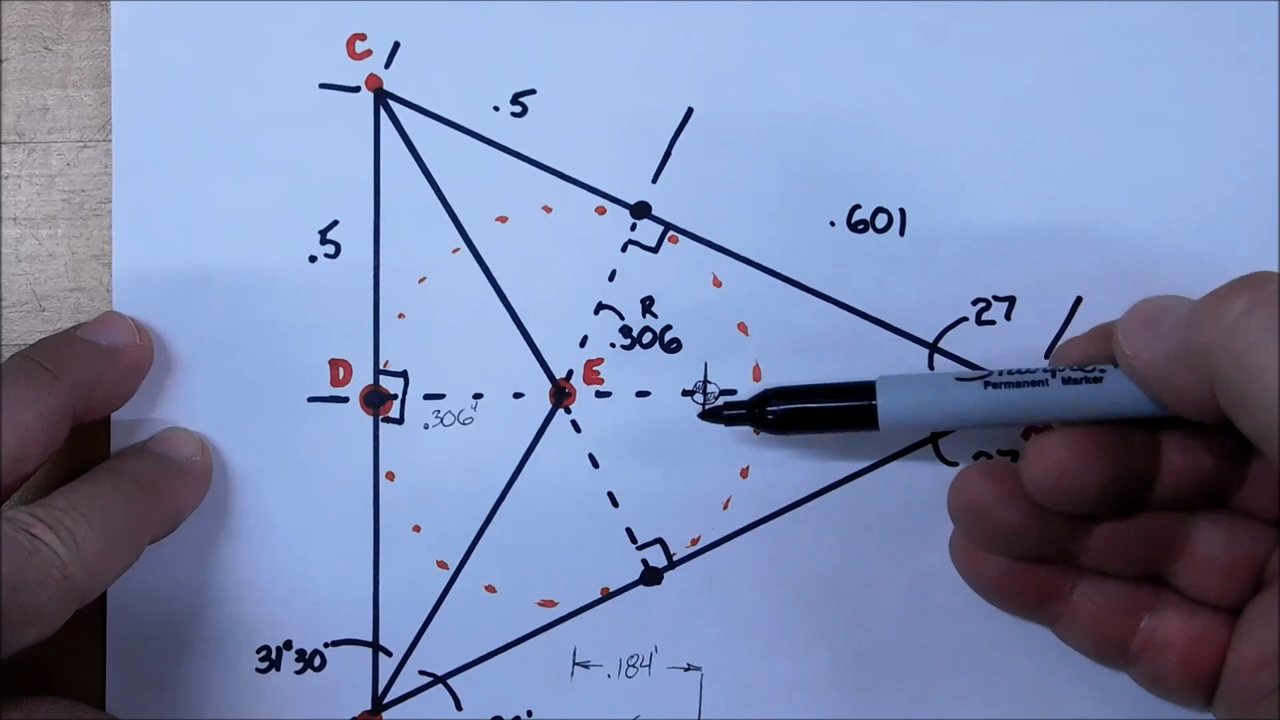 C
.5
.5
.601
27
R
.306
D
E
.306"
Permanent Marker
31°30'
.184'